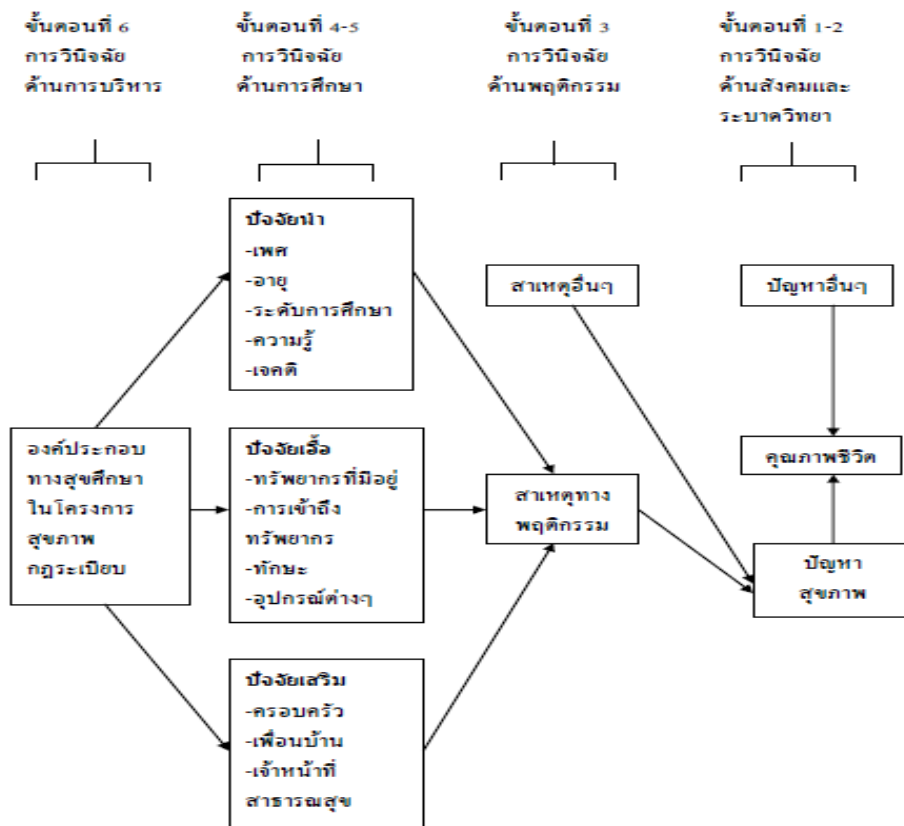 ขั้นตอนที่ 6
การวินิจฉัย
ด้านการบริหาร
ขั้นตอนที่ 4-5
การวินิจฉัย
ด้านการศึกษา
ขั้นตอนที่ 3
การวินิจฉัย
ด้านพฤติกรรม
ขั้นตอนที่ 1-2
การวินิจฉัย
ด้านสังคมและ
ระบาดวิทยา
องค์ประกอบ
ทางสุขศึกษา
ในโครงการ
สุขภาพ
กฎระเบียบ
ปัจจัยนำ
-เพศ
-อายุ
-ระดับการศึกษา
-ความรู้
-เจคติ
ปัจจัยเอื้อ
-ทรัพยากรที่มีอยู่
-การเข้าถึง
ทรัพยากร
-ทักษะ
-อุปกรณ์ต่างๆ
ปัจจัยเสริม
-ครอบครัว
-เพื่อนบ้าน
-เจ้าหน้าที่
สาธารณสุข
สาเหตุอื่นๆ
สาเหตุทาง
พฤติกรรม
ปัญหาอื่นๆ
คุณภาพชีวิต
ปัญหา
สุขภาพ